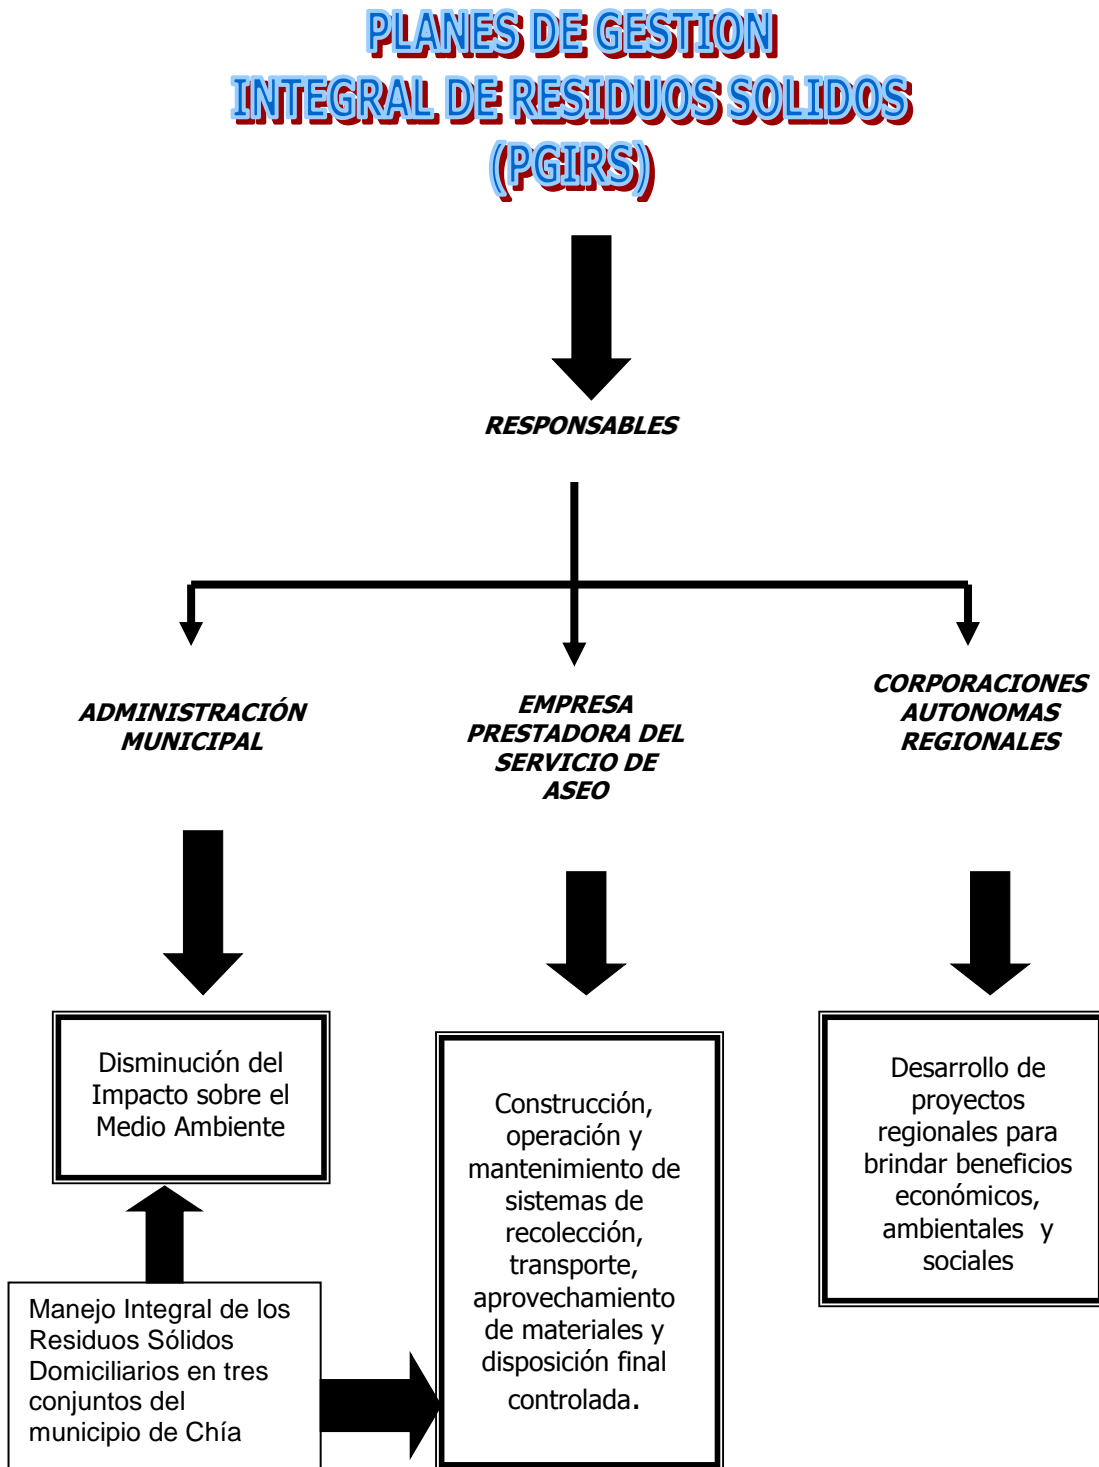 PLANES DE GESTION
INTEGRAL DE RESIDUOS SOLIDOS
(PGIRS)
RESPONSABLES
ADMINISTRACIÓN
MUNICIPAL
EMPRESA
PRESTADORA DEL
SERVICIO DE
ASEO
CORPORACIONES
AUTONOMAS
REGIONALES
Disminución del
Impacto sobre el
Medio Ambiente
Construcción,
operación y
mantenimiento de
sistemas de
recolección,
transporte,
aprovechamiento
de materiales y
disposición final
controlada.
Desarrollo de
proyectos
regionales para
brindar beneficios
económicos,
ambientales y
sociales
Manejo Integral de los
Residuos Sólidos
Domiciliarios en tres
conjuntos del
municipio de Chía